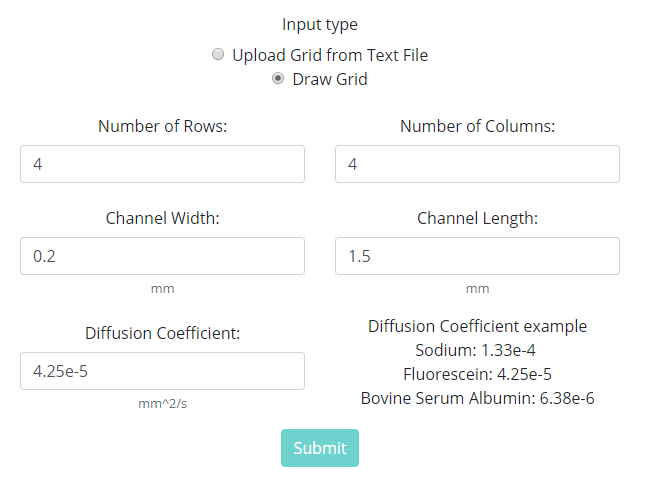 Input type
Upload Grid from Text File
Draw Grid
Number of Rows:
Number of Columns:
4
4
Channel Width:
Channel Length:
0.2
1.5
mm
mm
Diffusion Coefficient:
4.25e-5
mm^2/s
Diffusion Coefficient example
Sodium: 1.33e-4
Fluorescein: 4.25e-5
Bovine Serum Albumin: 6.38e-6
Submit